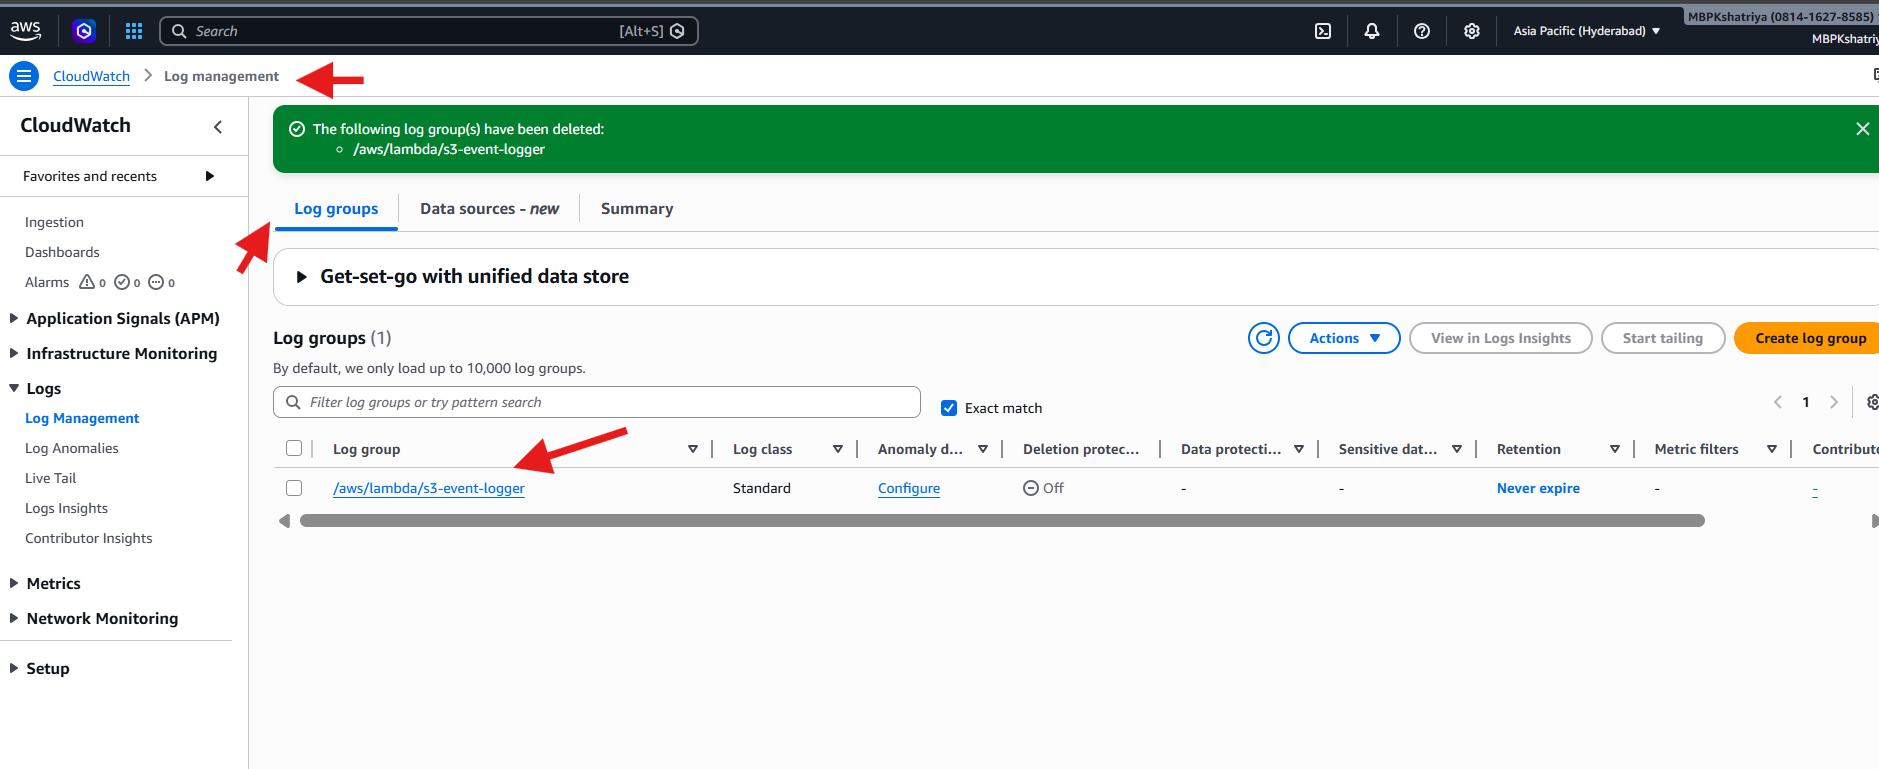 aws
Search [Alt+S]
Asia Pacific (Hyderabad)
MBPKshatriya (0814-1627-8585)
MBPKshatriy
CloudWatch > Log management
CloudWatch
Favorites and recents
Ingestion
Dashboards
Alarms 0 0 0
Application Signals (APM)
Infrastructure Monitoring
Logs
Log Management
Log Anomalies
Live Tail
Logs Insights
Contributor Insights
Metrics
Network Monitoring
Setup
The following log group(s) have been deleted:
/aws/lambda/s3-event-logger
Log groups Data sources - new Summary
Get-set-go with unified data store
Log groups (1)
Actions View in Logs Insights Start tailing Create log group
By default, we only load up to 10,000 log groups.
Filter log groups or try pattern search
Exact match
1
Log group Log class Anomaly d... Deletion protec... Data protecti... Sensitive dat... Retention Metric filters Contributo
/aws/lambda/s3-event-logger Standard Configure Off - - Never expire - -